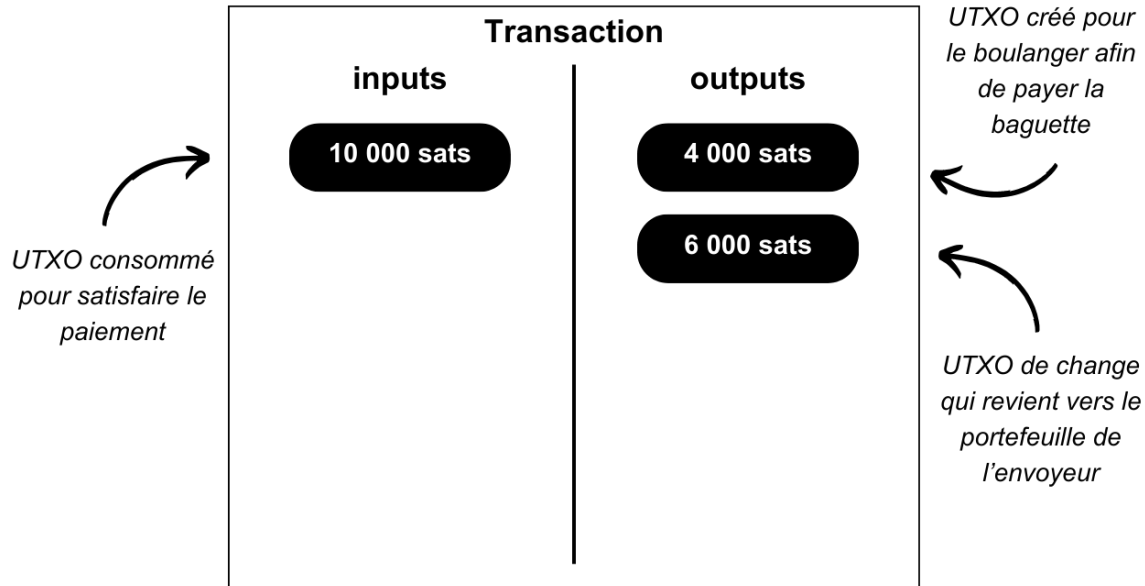 Transaction
inputs
outputs
10 000 sats
4 000 sats
6 000 sats
UTXO consommé
pour satisfaire le
paiement
UTXO créé pour
le boulanger afin
de payer la
baguette
UTXO de change
qui revient vers le
portefeuille de
l’envoyeur